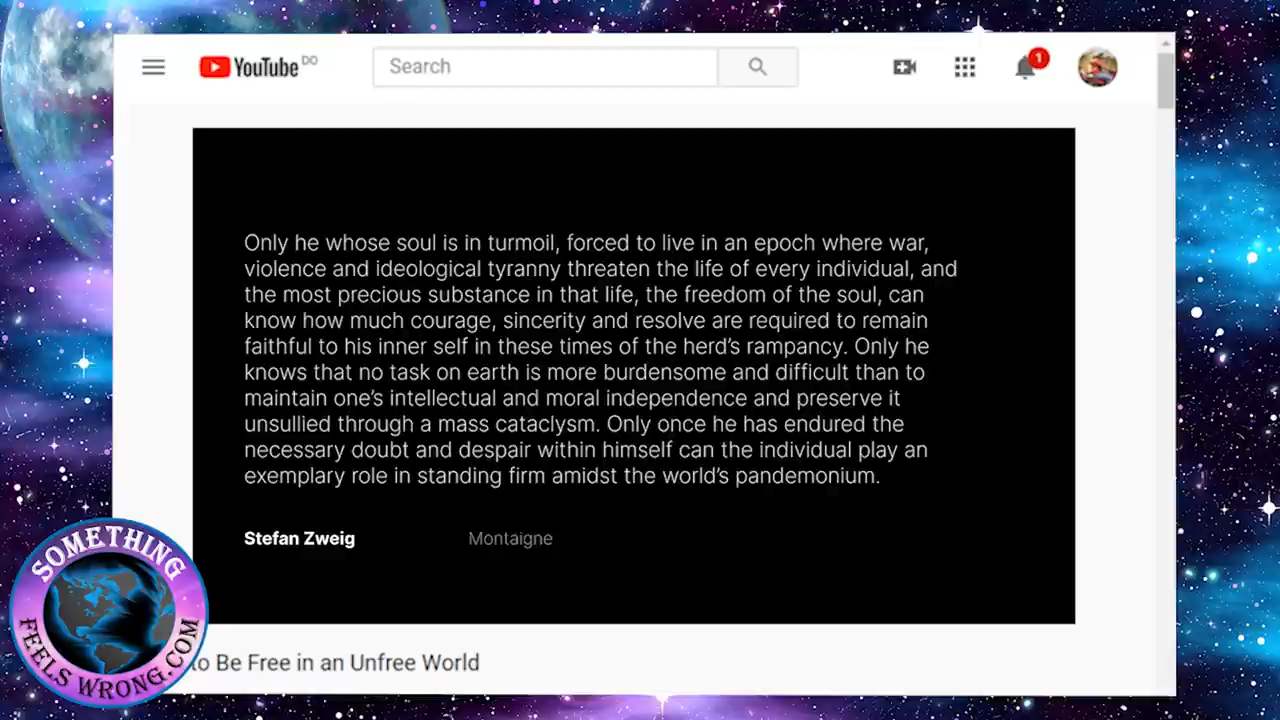 YouTube DO
Search
1
Only he whose soul is in turmoil, forced to live in an epoch where war,
violence and ideological tyranny threaten the life of every individual, and
the most precious substance in that life, the freedom of the soul, can
know how much courage, sincerity and resolve are required to remain
faithful to his inner self in these times of the herd’s rampancy. Only he
knows that no task on earth is more burdensome and difficult than to
maintain one’s intellectual and moral independence and preserve it
unsullied through a mass cataclysm. Only once he has endured the
necessary doubt and despair within himself can the individual play an
exemplary role in standing firm amidst the world’s pandemonium.
Stefan Zweig Montaigne
SOMETHING
FEELS WRONG.COM
to Be Free in an Unfree World